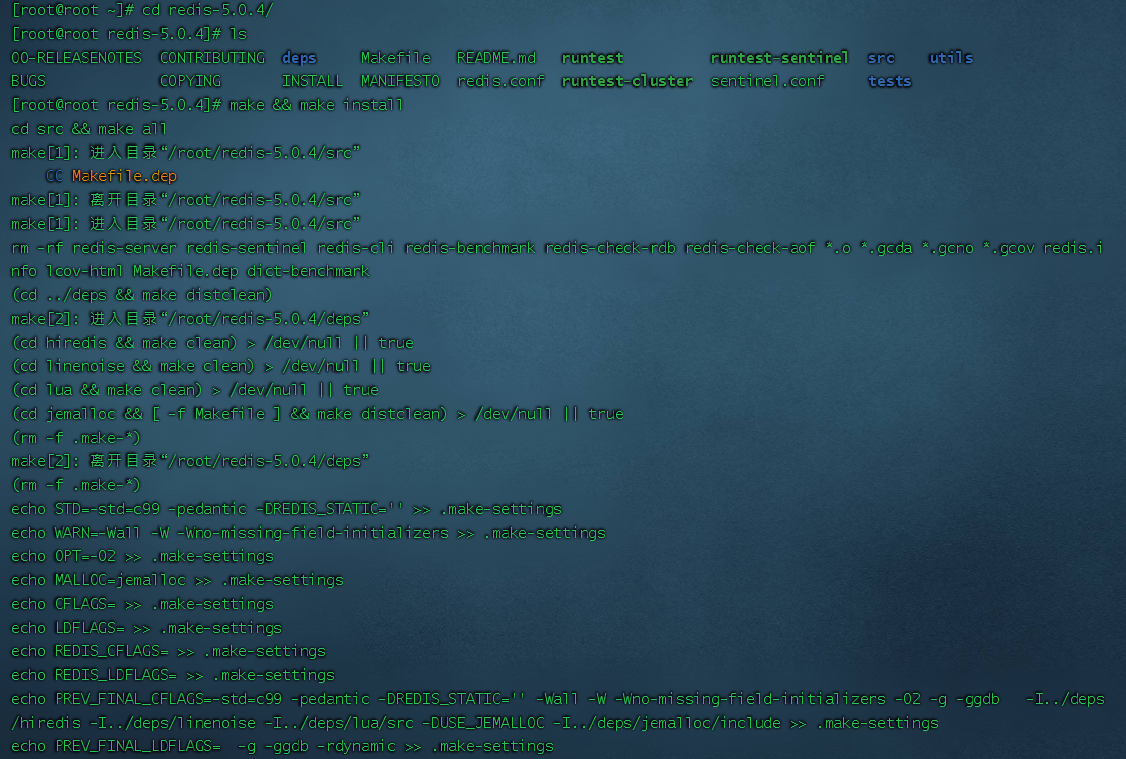 [root@root ~]# cd redis-5.0.4/
[root@root redis-5.0.4]# ls
00-RELEASENOTES  CONTRIBUTING  deps     Makefile   README.md   runtest          runtest-sentinel  src    utils
BUGS             COPYING       INSTALL  MANIFESTO  redis.conf  runtest-cluster  sentinel.conf     tests
[root@root redis-5.0.4]# make && make install
cd src && make all
make[1]: 进入目录“/root/redis-5.0.4/src”
    CC Makefile.dep
make[1]: 离开目录“/root/redis-5.0.4/src”
make[1]: 进入目录“/root/redis-5.0.4/src”
rm -rf redis-server redis-sentinel redis-cli redis-benchmark redis-check-rdb redis-check-aof *.o *.gcda *.gcno *.gcov redis.i
nfo lcov-html Makefile.dep dict-benchmark
(cd ../deps && make distclean)
make[2]: 进入目录“/root/redis-5.0.4/deps”
(cd hiredis && make clean) > /dev/null || true
(cd linenoise && make clean) > /dev/null || true
(cd lua && make clean) > /dev/null || true
(cd jemalloc && [ -f Makefile ] && make distclean) > /dev/null || true
(rm -f .make-*)
make[2]: 离开目录“/root/redis-5.0.4/deps”
(rm -f .make-*)
echo STD=-std=c99 -pedantic -DREDIS_STATIC='' >> .make-settings
echo WARN=-Wall -W -Wno-missing-field-initializers >> .make-settings
echo OPT=-O2 >> .make-settings
echo MALLOC=jemalloc >> .make-settings
echo CFLAGS= >> .make-settings
echo LDFLAGS= >> .make-settings
echo REDIS_CFLAGS= >> .make-settings
echo REDIS_LDFLAGS= >> .make-settings
echo PREV_FINAL_CFLAGS=-std=c99 -pedantic -DREDIS_STATIC='' -Wall -W -Wno-missing-field-initializers -O2 -g -ggdb   -I../deps
/hiredis -I../deps/linenoise -I../deps/lua/src -DUSE_JEMALLOC -I../deps/jemalloc/include >> .make-settings
echo PREV_FINAL_LDFLAGS=  -g -ggdb -rdynamic >> .make-settings